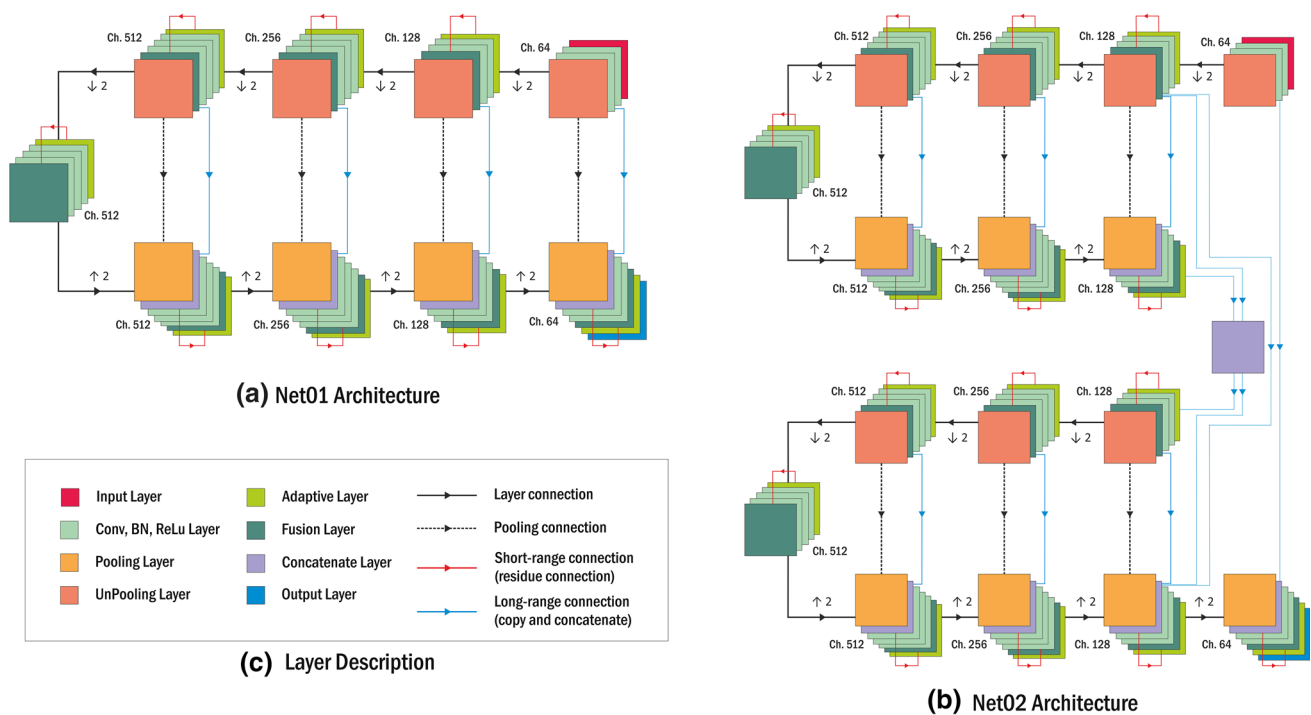 Ch. 512
Ch. 256
Ch. 128
Ch. 64
↓ 2
↓ 2
↓ 2
↓ 2
Ch. 512
↑ 2
↑ 2
↑ 2
↑ 2
Ch. 512
Ch. 256
Ch. 128
Ch. 64
(a) Net01 Architecture
Input Layer
Conv, BN, ReLu Layer
Pooling Layer
UnPooling Layer
Adaptive Layer
Fusion Layer
Concatenate Layer
Output Layer
Layer connection
Pooling connection
Short-range connection
(residue connection)
Long-range connection
(copy and concatenate)
(c) Layer Description
Ch. 512
Ch. 256
Ch. 128
Ch. 64
↓ 2
↓ 2
↓ 2
↓ 2
Ch. 512
↑ 2
↑ 2
↑ 2
Ch. 512
Ch. 256
Ch. 128
Ch. 512
Ch. 256
Ch. 128
↓ 2
↓ 2
↓ 2
Ch. 512
↑ 2
↑ 2
↑ 2
↑ 2
Ch. 512
Ch. 256
Ch. 128
Ch. 64
(b) Net02 Architecture